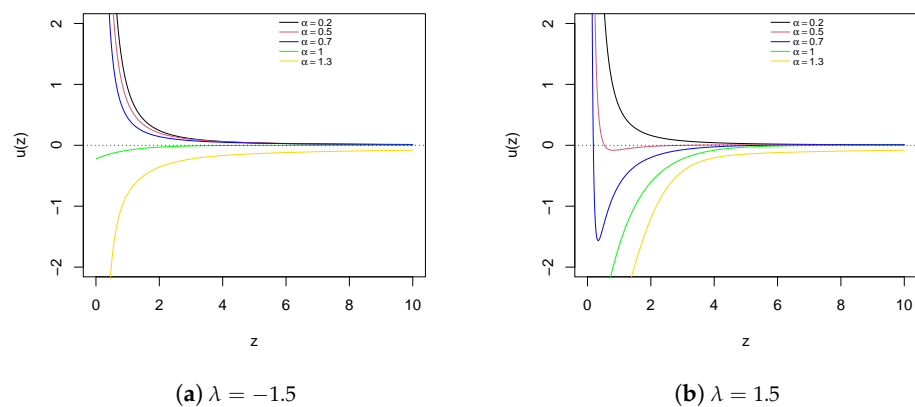 2
1
0
-1
-2
u(z)
α = 0.2
α = 0.5
α = 0.7
α = 1
α = 1.3
0 2 4 6 8 10
z
(a) λ = −1.5
2
1
0
-1
-2
u(z)
α = 0.2
α = 0.5
α = 0.7
α = 1
α = 1.3
0 2 4 6 8 10
z
(b) λ = 1.5